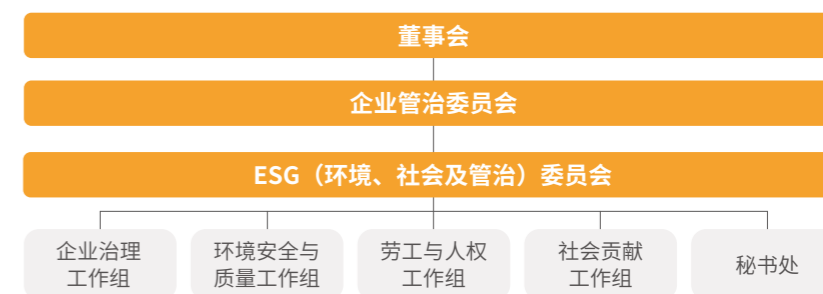 董事会
企业管治委员会
ESG（环境、社会及管治）委员会
企业治理
工作组
环境安全与
质量工作组
劳工与人权
工作组
社会贡献
工作组
秘书处